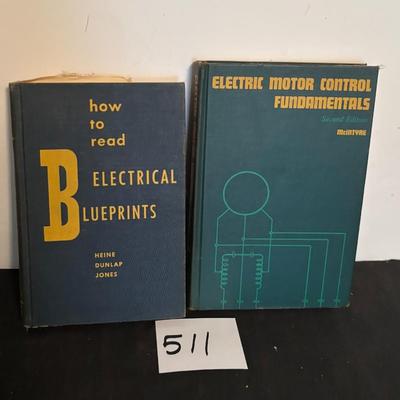 how
to
read
ELECTRICAL
BLUEPRINTS
HEINE
DUNLAP
JONES
ELECTRIC MOTOR CONTROL
FUNDAMENTALS
Second Edition
McINTYRE
511